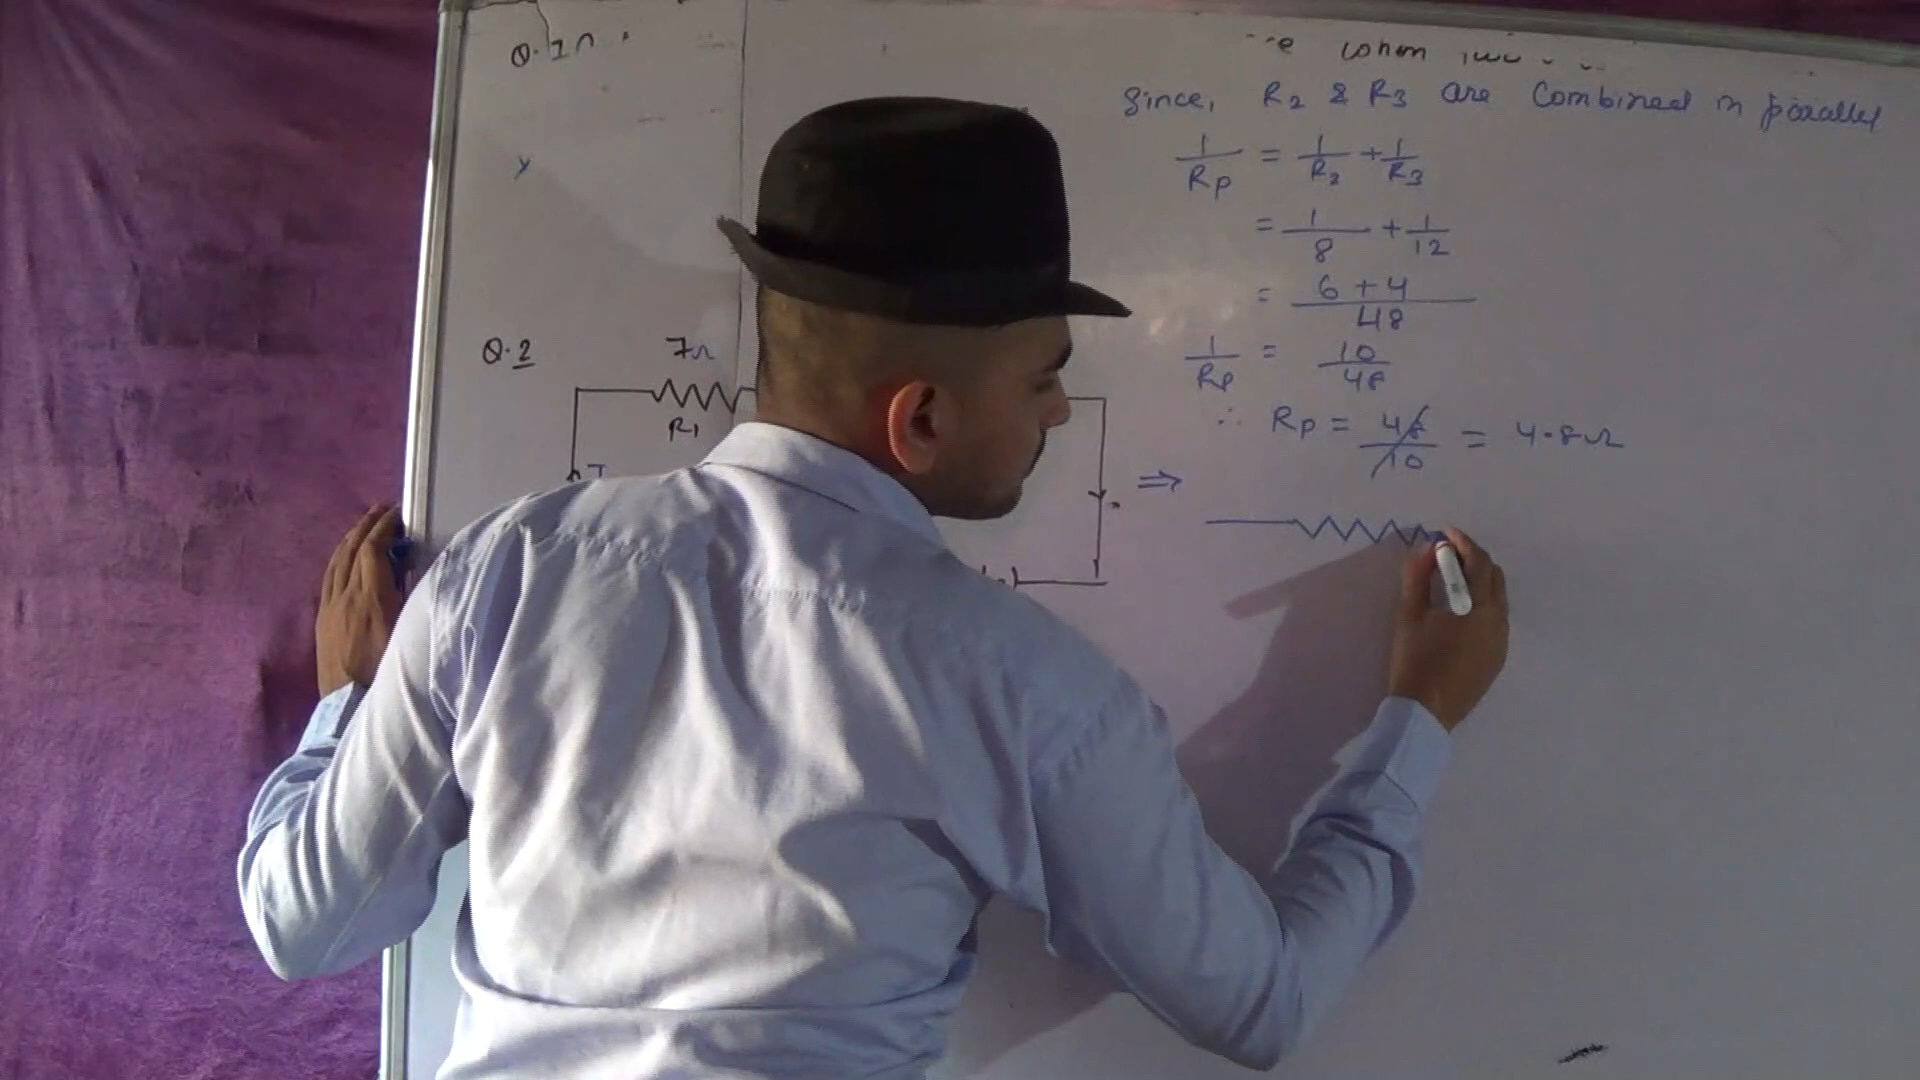 Q.1
when
Since, R2 & R3 are Combined in parallel
1/Rp = 1/R2 + 1/R3
= 1/8 + 1/12
= 6+4/48
1/Rp = 10/48
∴ Rp = 48/10 = 4.8Ω
⇒
Q.2
7Ω
R1
I